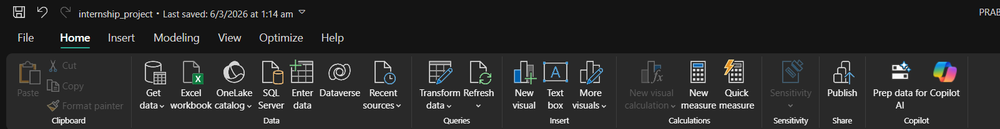 internship_project • Last saved: 6/3/2026 at 1:14 am
File Home Insert Modeling View Optimize Help
Paste
Cut
Copy
Format painter
Clipboard
Get data
Excel workbook
OneLake catalog
SQL Server
Enter data
Dataverse
Recent sources
Data
Transform data
Refresh
Queries
New visual
Text box
More visuals
Insert
New visual calculation
New measure
Quick measure
Calculations
Sensitivity
Sensitivity
Publish
Share
Prep data for AI
Copilot
Copilot